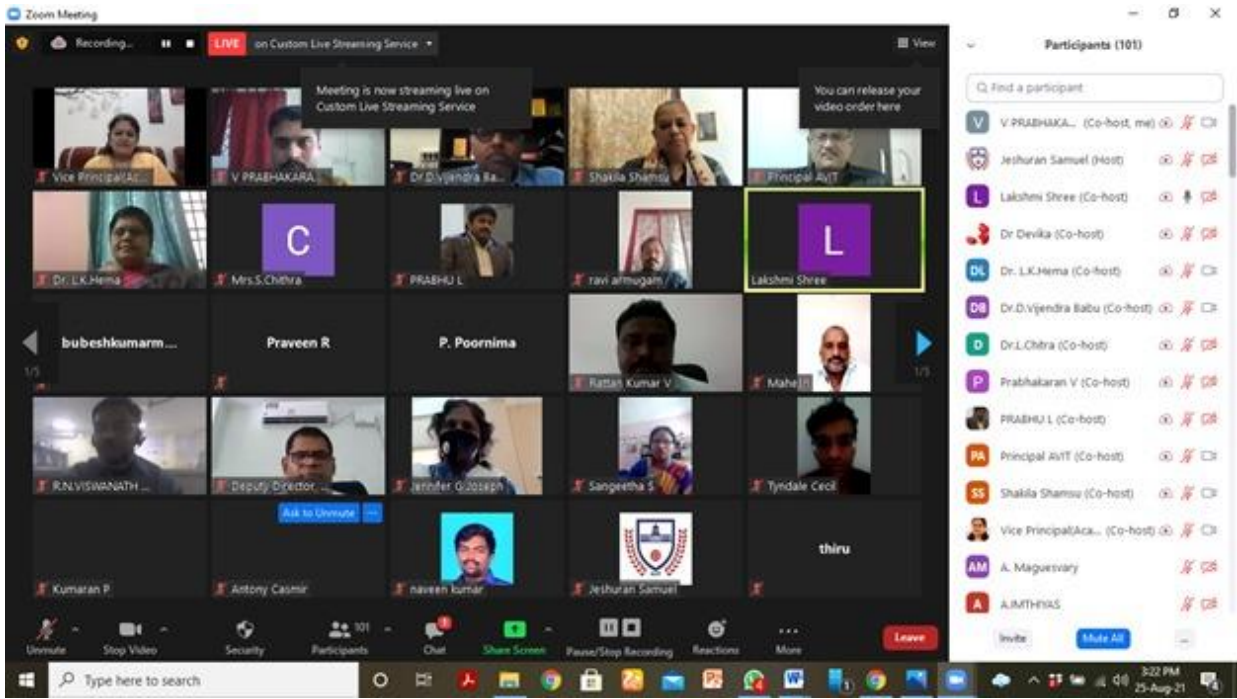 Zoom Meeting
Recording...
LIVE on Custom Live Streaming Service
View
Meeting is now streaming live on
Custom Live Streaming Service
You can release your
video order here
Vice Principal(Ac...
V PRABHAKARA...
Dr.D.Vijendra Ba...
Shakila Shamsu
Principal AVIT
Dr. L.K.Hema
C
Mrs.S.Chithra
PRABHU L
ravi armugam
L
Lakshmi Shree
bubeshkumarm...
Praveen R
P. Poornima
Rattan Kumar V
1/5
1/5
R.N.VISWANATH ...
Deputy Director ...
Jennifer G Joseph
Sangeetha S
Tyndale Cecil
Ask to Unmute ...
Kumaran P
Antony Casmir
naveen kumar
Jeshuran Samuel
thiru
Unmute
Stop Video
Security
101
Participants
1
Chat
Share Screen
Pause/Stop Recording
Reactions
More
Leave
Participants (101)
Find a participant
V V PRABHAKA... (Co-host, me)
Jeshuran Samuel (Host)
L Lakshmi Shree (Co-host)
Dr Devika (Co-host)
DL Dr. L.K.Hema (Co-host)
DB Dr.D.Vijendra Babu (Co-host)
D Dr.L.Chitra (Co-host)
P Prabhakaran V (Co-host)
PRABHU L (Co-host)
PA Principal AVIT (Co-host)
SS Shakila Shamsu (Co-host)
Vice Principal(Aca... (Co-host)
AM A. Maguesvary
A A.IMTHIYAS
Invite
Mute All
...
Type here to search
3:22 PM
25-Aug-21